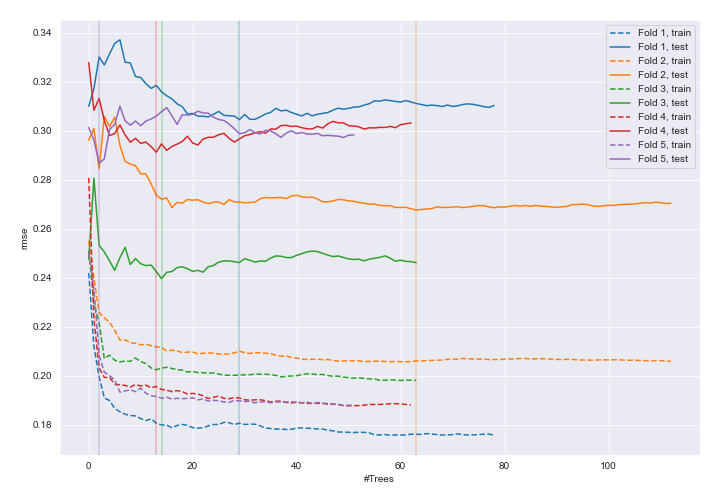 0.34
0.32
0.30
0.28
0.26
0.24
0.22
0.20
0.18
rmse
0
20
40
60
80
100
#Trees
Fold 1, train
Fold 1, test
Fold 2, train
Fold 2, test
Fold 3, train
Fold 3, test
Fold 4, train
Fold 4, test
Fold 5, train
Fold 5, test